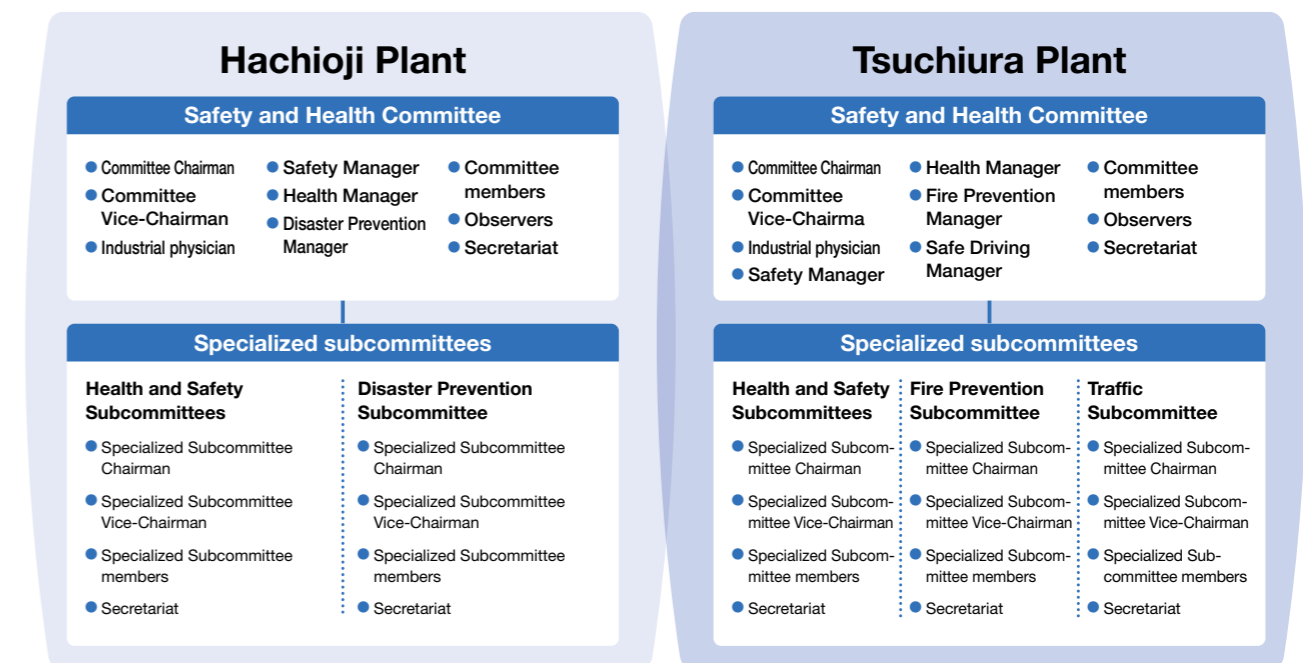 Hachioji Plant
Safety and Health Committee
Committee Chairman
Committee
Vice-Chairman
Industrial physician
Safety Manager
Health Manager
Disaster Prevention
Manager
Committee
members
Observers
Secretariat
Specialized subcommittees
Health and Safety
Subcommittees
Specialized Subcommittee
Chairman
Specialized Subcommittee
Vice-Chairman
Specialized Subcommittee
members
Secretariat
Disaster Prevention
Subcommittee
Specialized Subcommittee
Chairman
Specialized Subcommittee
Vice-Chairman
Specialized Subcommittee
members
Secretariat
Tsuchiura Plant
Safety and Health Committee
Committee Chairman
Committee
Vice-Chairma
Industrial physician
Safety Manager
Health Manager
Fire Prevention
Manager
Safe Driving
Manager
Committee
members
Observers
Secretariat
Specialized subcommittees
Health and Safety
Subcommittees
Specialized Subcom-
mittee Chairman
Specialized Subcom-
mittee Vice-Chairman
Specialized Subcom-
mittee members
Secretariat
Fire Prevention
Subcommittee
Specialized Subcom-
mittee Chairman
Specialized Subcom-
mittee Vice-Chairman
Specialized Subcom-
mittee members
Secretariat
Traffic
Subcommittee
Specialized Subcom-
mittee Chairman
Specialized Subcom-
mittee Vice-Chairman
Specialized Sub-
committee members
Secretariat